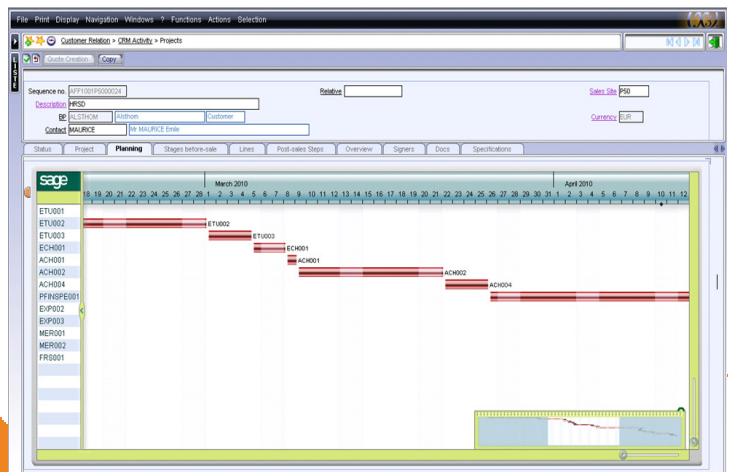 File Print Display Navigation Windows ? Functions Actions Selection
Customer Relation > CRM Activity > Projects
LISTE
Quote Creation Copy
Sequence no. AFF1001PS000024 Relative Sales Site P50
Description HRSD
BP ALSTHOM Alsthom Customer Currency EUR
Contact MAURICE Mr MAURICE Emile
Status Project Planning Stages before-sale Lines Post-sales Steps Overview Signers Docs Specifications
sage
March 2010 April 2010
18 19 20 21 22 23 24 25 26 27 28 1 2 3 4 5 6 7 8 9 10 11 12 13 14 15 16 17 18 19 20 21 22 23 24 25 26 27 28 29 30 31 1 2 3 4 5 6 7 8 9 10 11 12
ETU001
ETU002 ETU002
ETU003 ETU003
ECH001 ECH001
ACH001 ACH001
ACH002 ACH002
ACH004 ACH004
PFINSPE001
EXP002
EXP003
MER001
MER002
FRS001